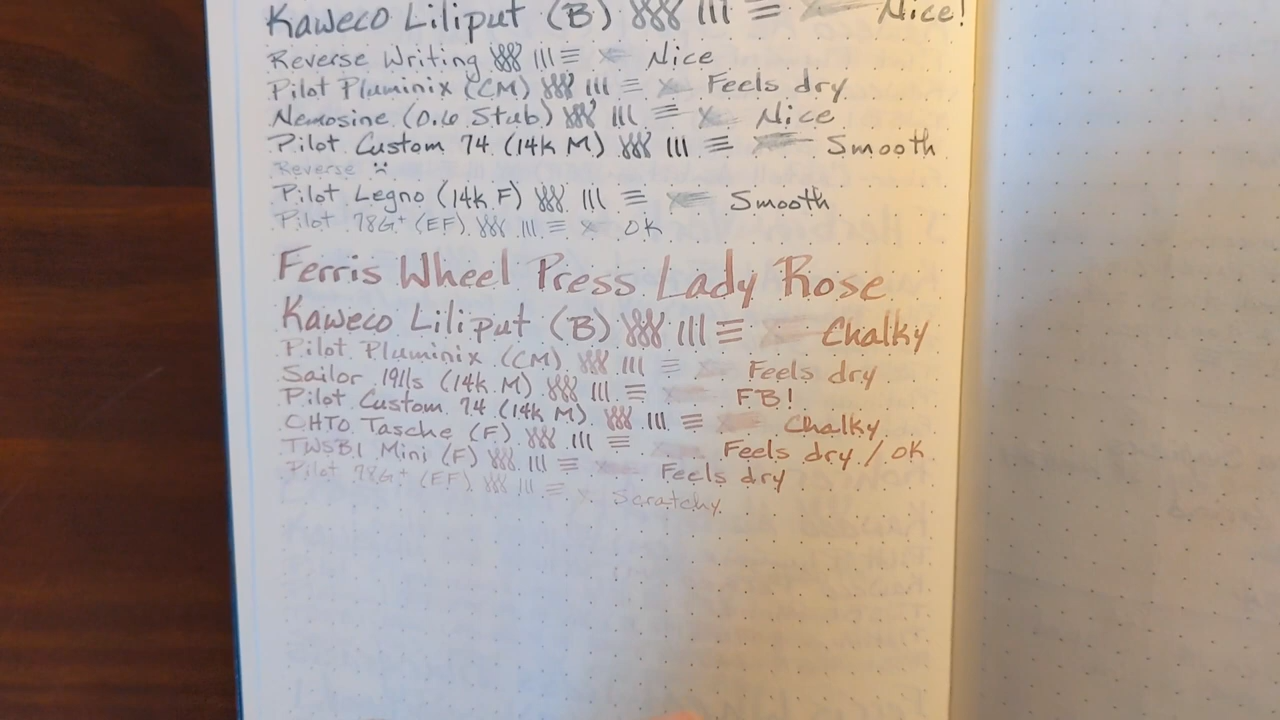 Kaweco Liliput (B) Nice!
Reverse Writing Nice
Pilot Pluminix (CM) Feels dry
Nemosine (0.6 Stub) Nice
Pilot Custom 74 (14k M) Smooth
Reverse
Pilot Legno (14k F) Smooth
Pilot 78G+ (EF) OK
Ferris Wheel Press Lady Rose
Kaweco Liliput (B) Chalky
Pilot Pluminix (CM) Feels dry
Sailor 1911s (14k M) FB!
Pilot Custom 74 (14k M) Chalky
OHTO Tasche (F) Feels dry / OK
TWSBI Mini (F) Feels dry
Pilot 78G+ (EF) Scratchy